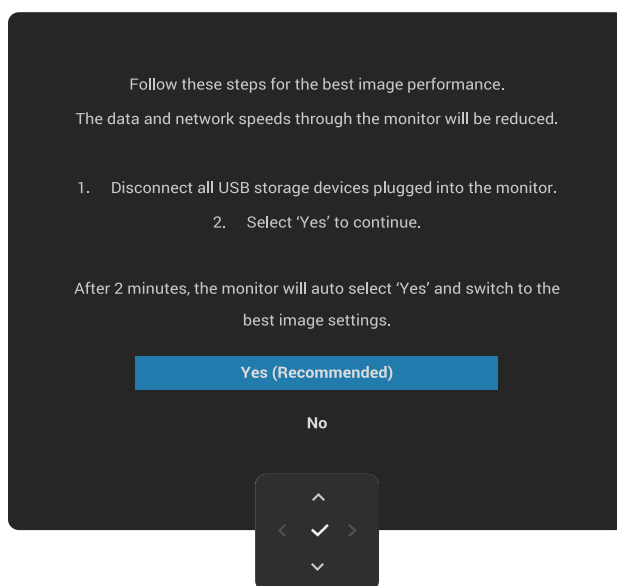 Follow these steps for the best image performance.
The data and network speeds through the monitor will be reduced.
1. Disconnect all USB storage devices plugged into the monitor.
2. Select ‘Yes’ to continue.
After 2 minutes, the monitor will auto select ‘Yes’ and switch to the
best image settings.
Yes (Recommended)
No